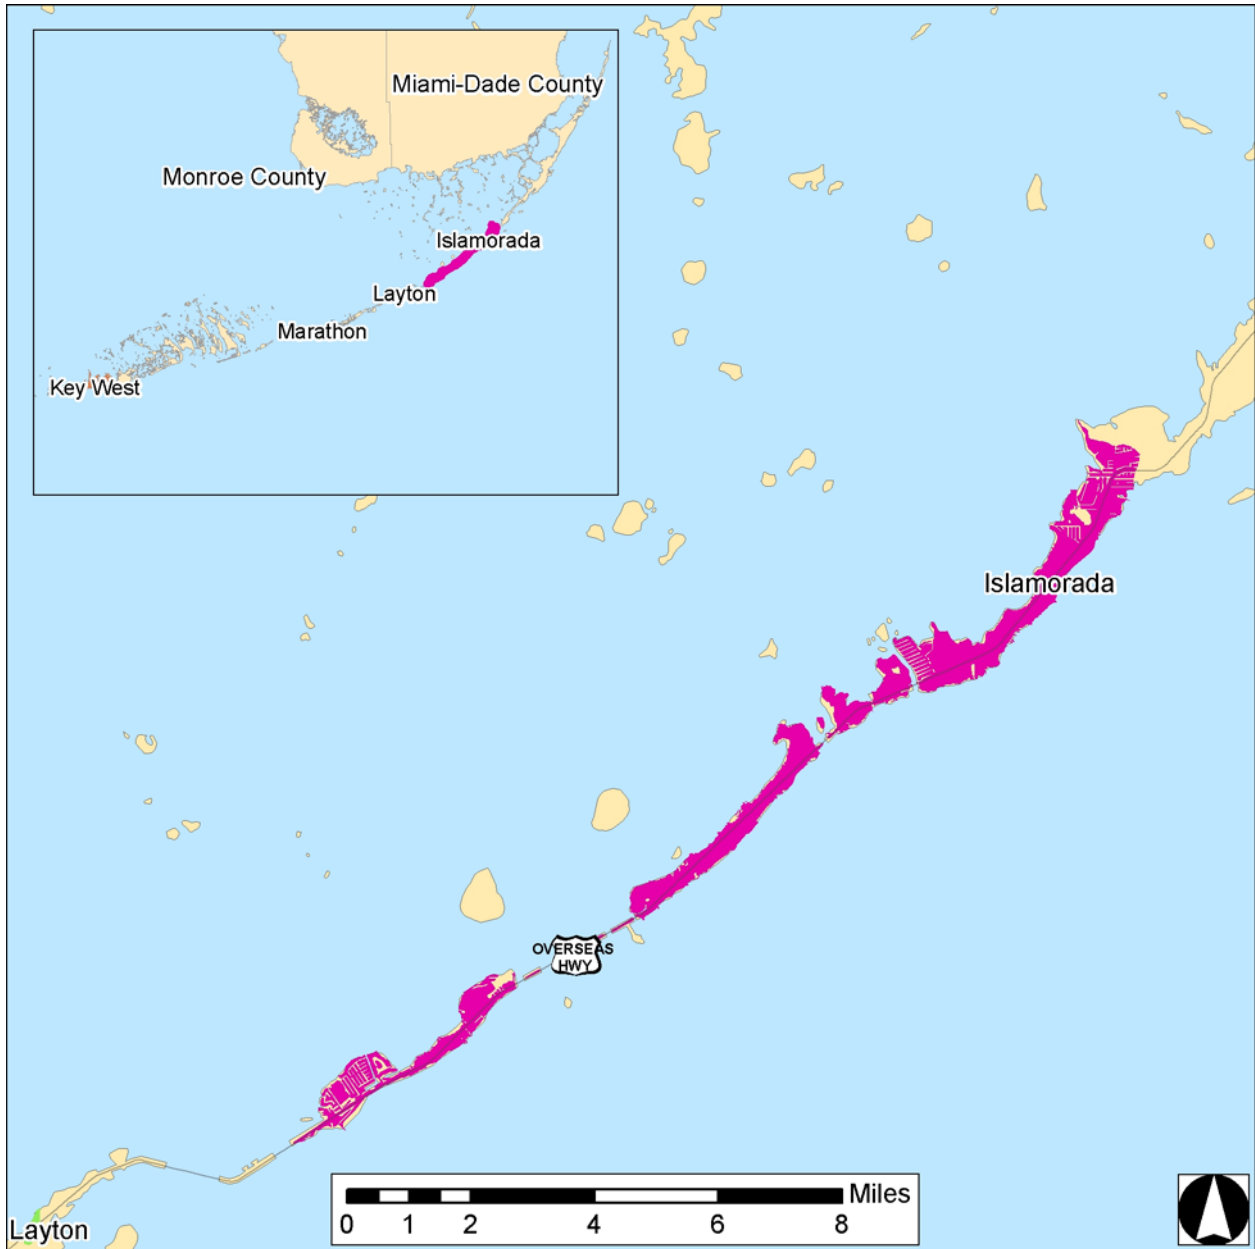 Miami-Dade County
Monroe County
Islamorada
Layton
Marathon
Key West
Islamorada
OVERSEAS
HWY
Layton
Miles
0 1 2 4 6 8